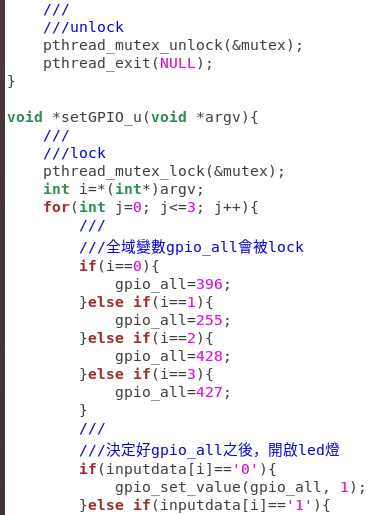 ///
///unlock
pthread_mutex_unlock(&mutex);
pthread_exit(NULL);
}
void *setGPIO_u(void *argv){
///
///lock
pthread_mutex_lock(&mutex);
int i=*(int*)argv;
for(int j=0; j<=3; j++){
///
///全域變數gpio_all會被lock
if(i==0){
gpio_all=396;
}else if(i==1){
gpio_all=255;
}else if(i==2){
gpio_all=428;
}else if(i==3){
gpio_all=427;
}
///
///決定好gpio_all之後，開啟led燈
if(inputdata[i]=='0'){
gpio_set_value(gpio_all, 1);
}else if(inputdata[i]=='1'){